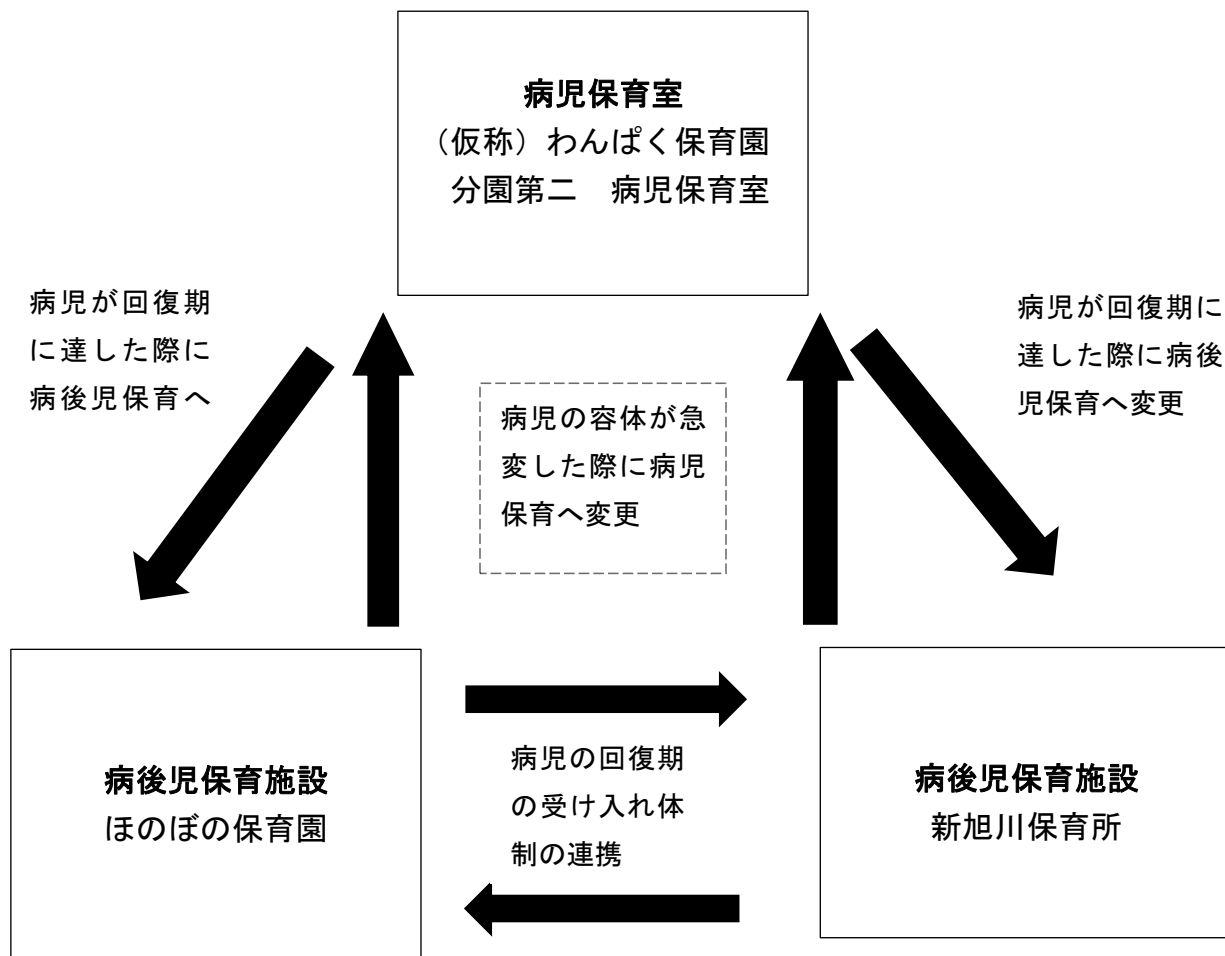 病児保育室
（仮称）わんぱく保育園
分園第二　病児保育室
病児が回復期
に達した際に
病後児保育へ
病児の容体が急
変した際に病児
保育へ変更
病児が回復期に
達した際に病後
児保育へ変更
病後児保育施設
ほのぼの保育園
病児の回復期
の受け入れ体
制の連携
病後児保育施設
新旭川保育所